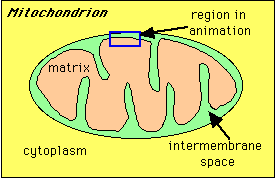 Mitochondrion
region in
animation
matrix
cytoplasm
intermembrane
space